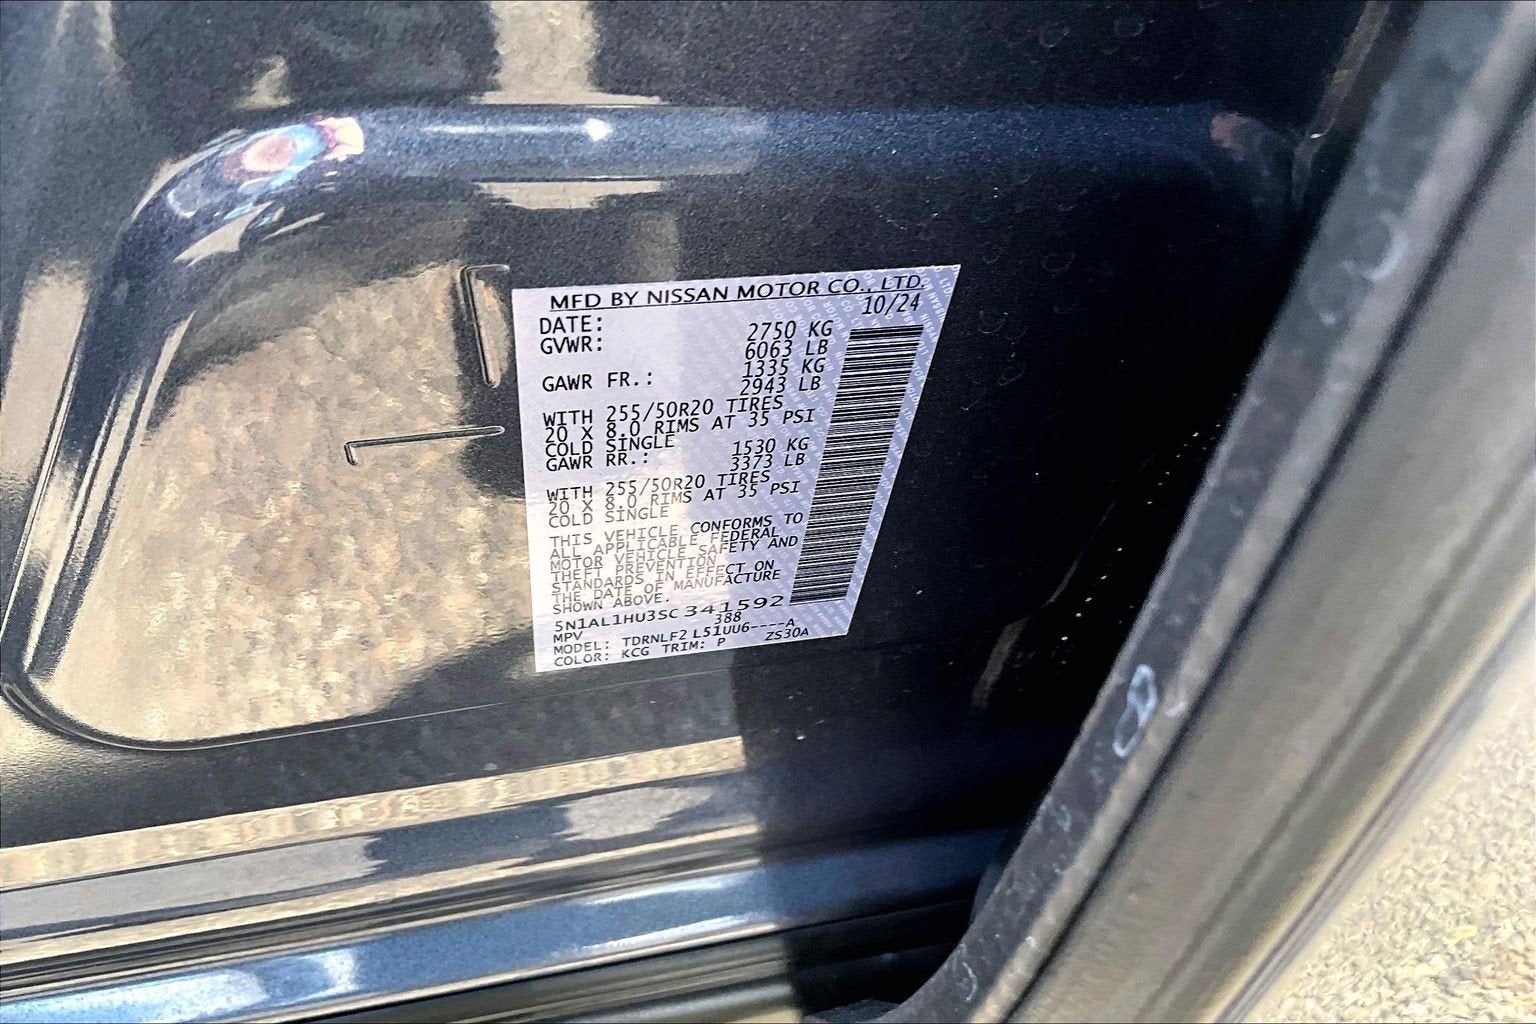 MFD BY NISSAN MOTOR CO., LTD.
DATE: 10/24
GVWR: 2750 KG
6063 LB
GAWR FR.: 1335 KG
2943 LB
WITH 255/50R20 TIRES
20 X 8.0 RIMS AT 35 PSI
COLD SINGLE
GAWR RR.: 1530 KG
3373 LB
WITH 255/50R20 TIRES
20 X 8.0 RIMS AT 35 PSI
COLD SINGLE
THIS VEHICLE CONFORMS TO
ALL APPLICABLE FEDERAL
MOTOR VEHICLE SAFETY AND
THEFT PREVENTION
STANDARDS IN EFFECT ON
THE DATE OF MANUFACTURE
SHOWN ABOVE.
5N1AL1HU3SC341592
MPV 388
MODEL: TDRNLF2 L51UU6----A
COLOR: KCG TRIM: P ZS30A